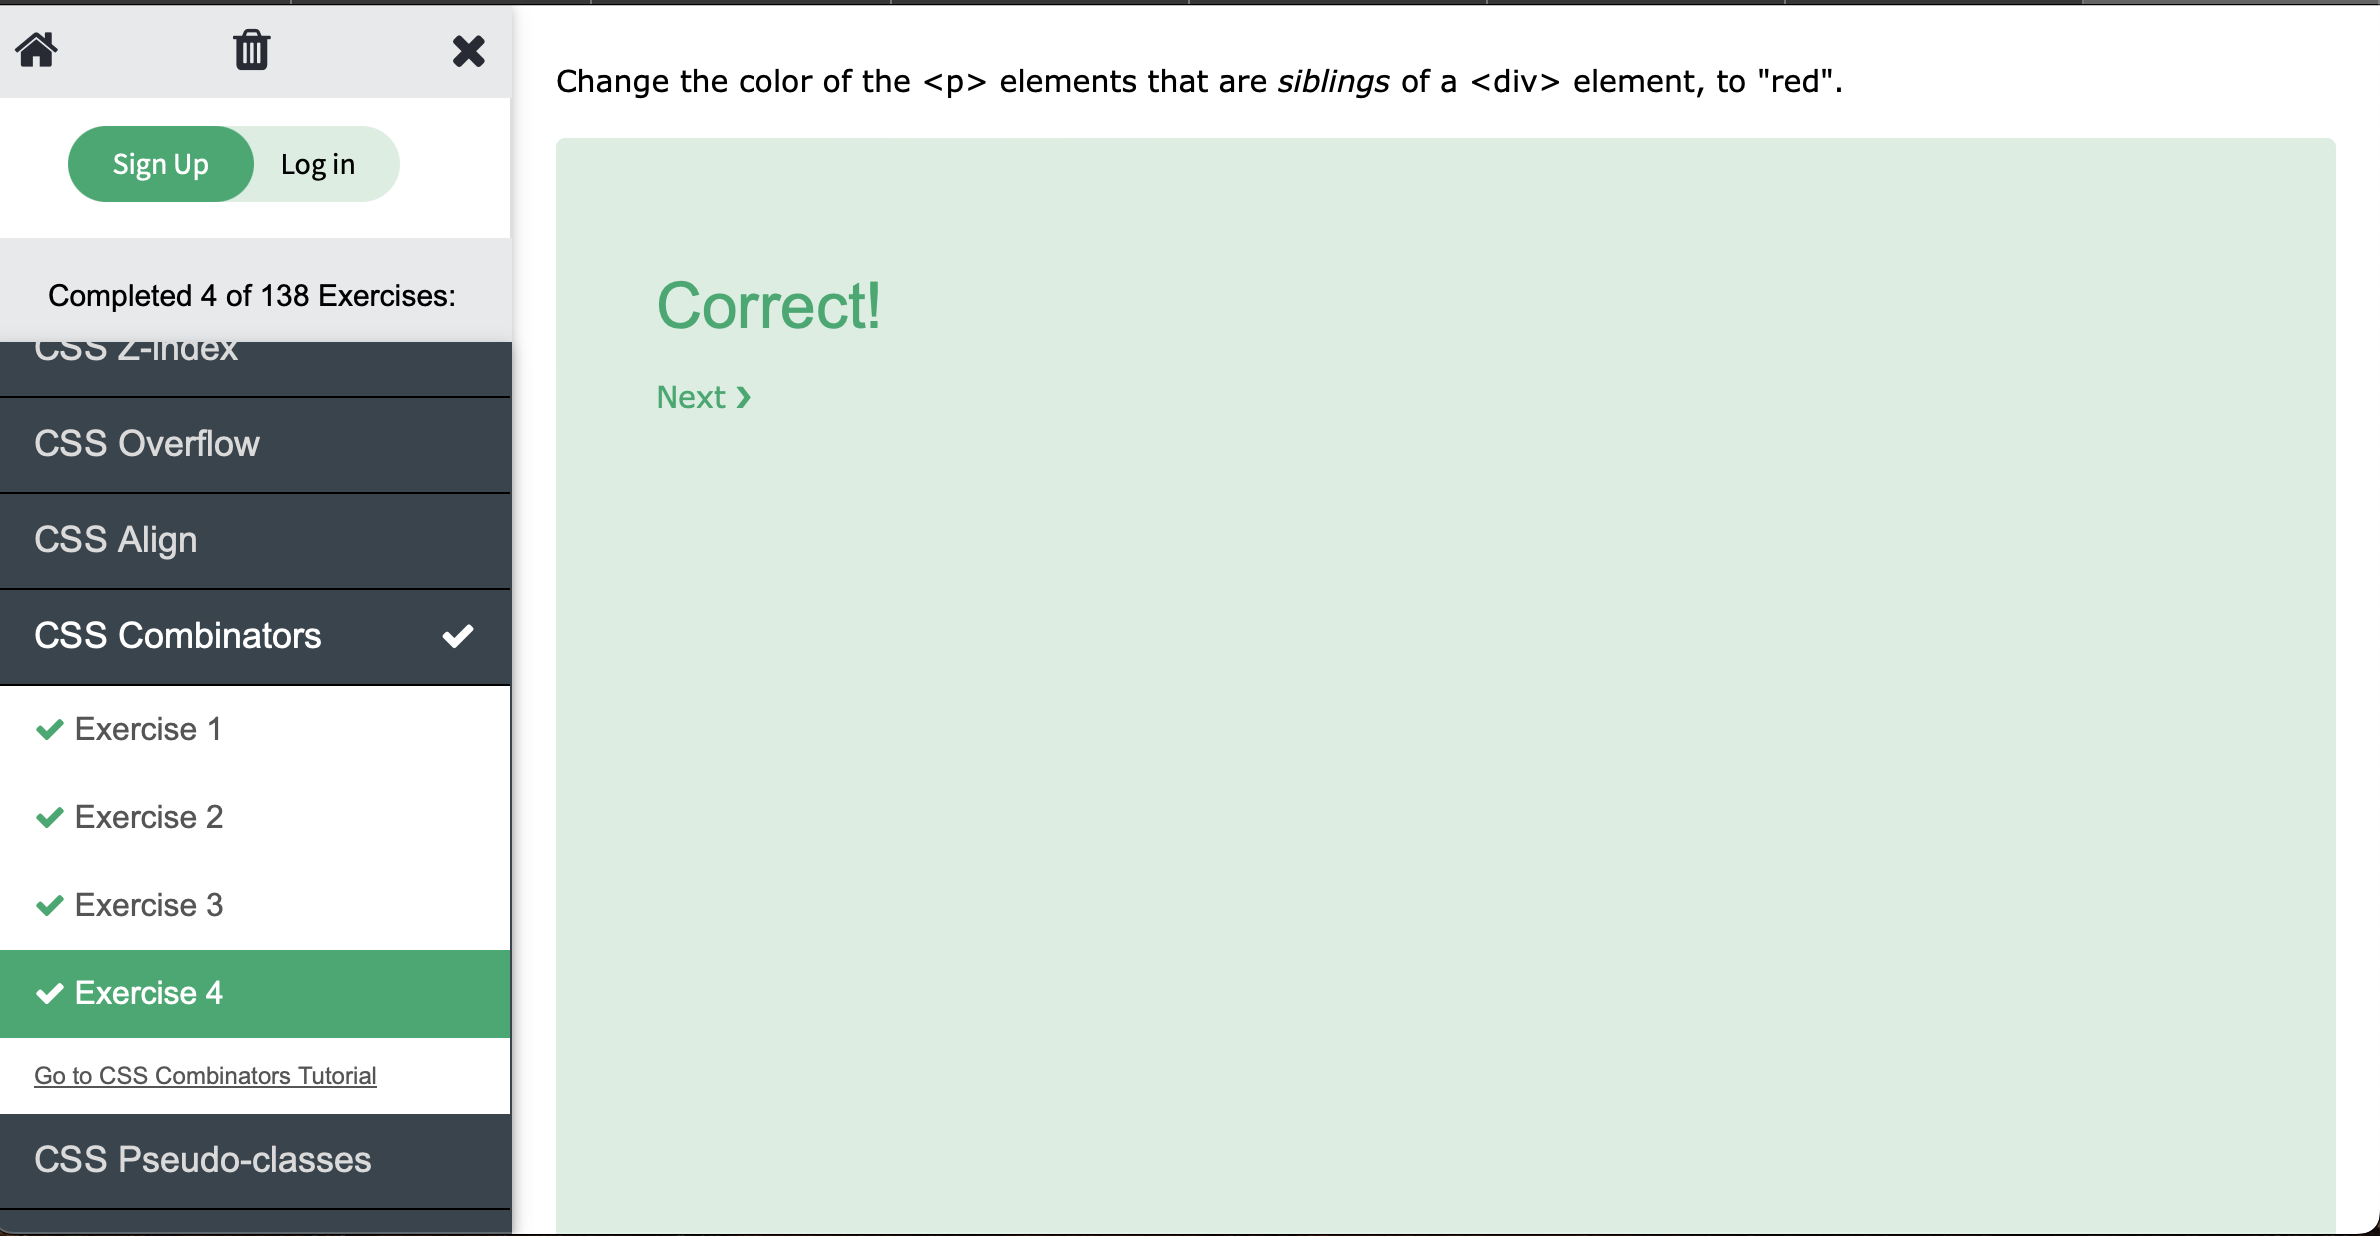 Sign Up
Log in
Completed 4 of 138 Exercises:
CSS Z-index
CSS Overflow
CSS Align
CSS Combinators
Exercise 1
Exercise 2
Exercise 3
Exercise 4
Go to CSS Combinators Tutorial
CSS Pseudo-classes
Change the color of the <p> elements that are siblings of a <div> element, to "red".
Correct!
Next ❯